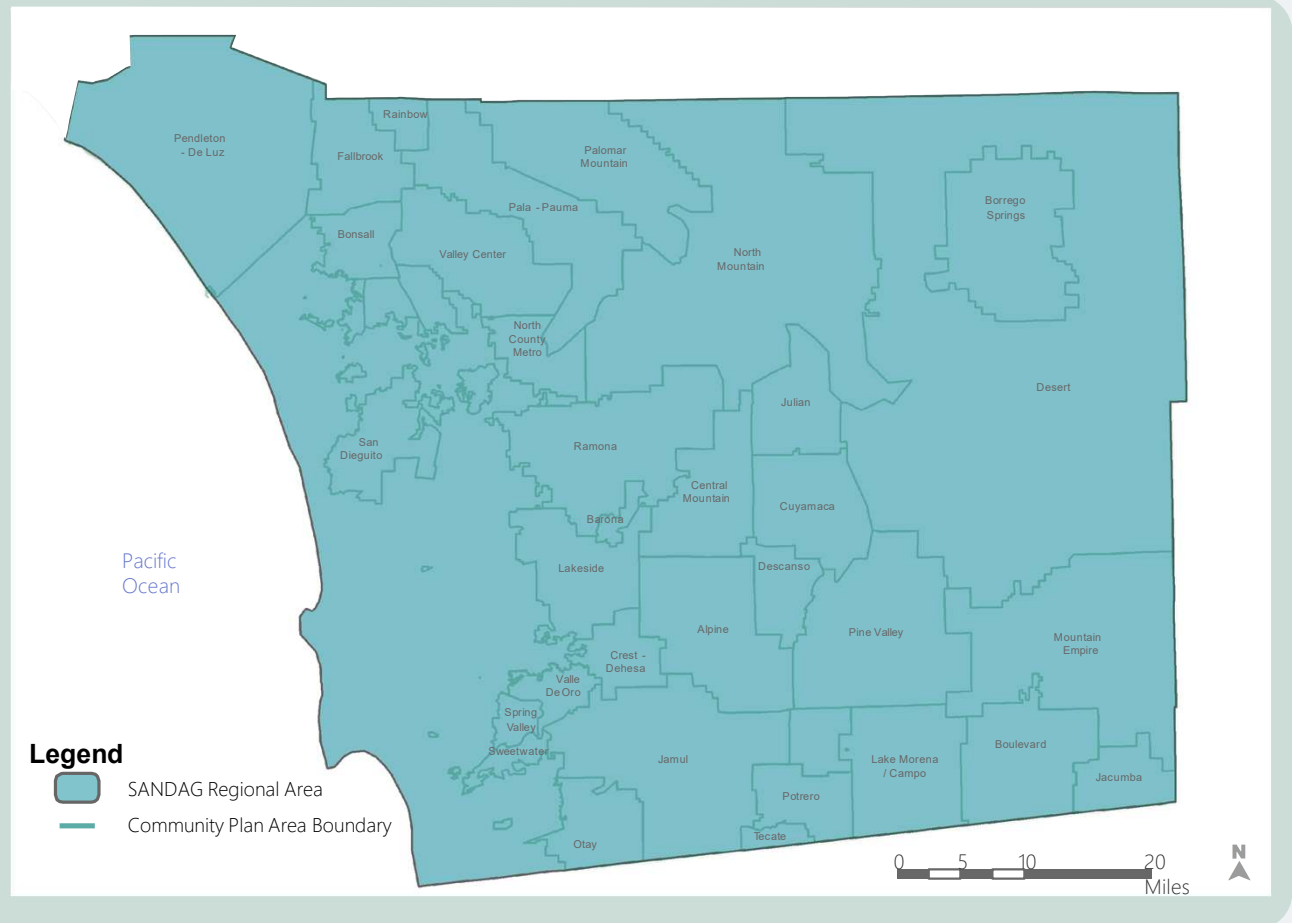 Rainbow
Pendleton
- De Luz
Fallbrook
Palomar
Mountain
Pala - Pauma
Borrego
Springs
Bonsall
Valley Center
North
Mountain
North
County
Metro
Desert
Julian
San
Dieguito
Ramona
Central
Mountain
Cuyamaca
Barona
Pacific
Ocean
Lakeside
Descanso
Alpine
Pine Valley
Mountain
Empire
Crest -
Dehesa
Valle
De Oro
Spring
Valley
Sweetwater
Jamul
Lake Morena
/ Campo
Boulevard
Jacumba
Potrero
Tecate
Otay
Legend
SANDAG Regional Area
Community Plan Area Boundary
0 5 10 20
Miles
N